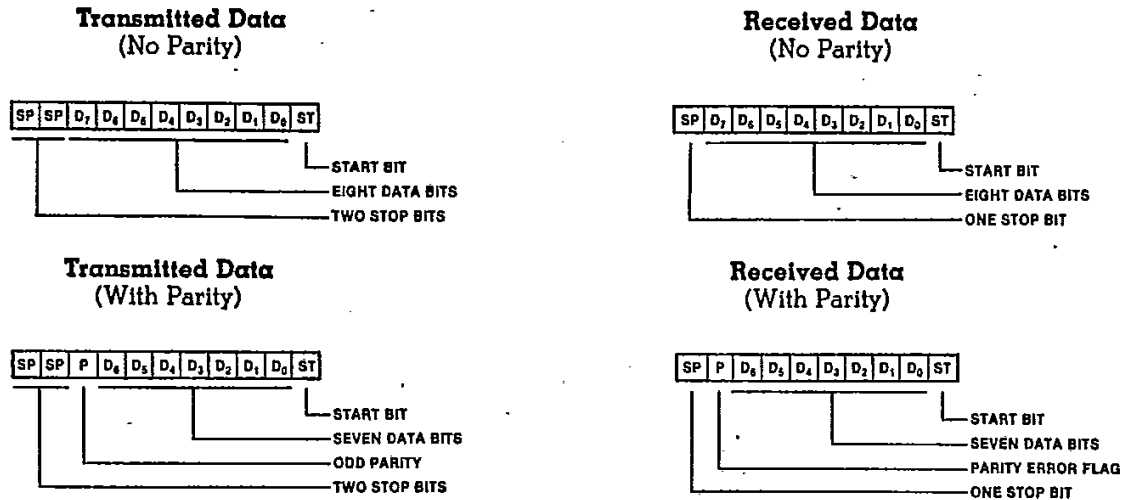 Transmitted Data
(No Parity)
SP SP D₇ D₆ D₅ D₄ D₃ D₂ D₁ D₀ ST
START BIT
EIGHT DATA BITS
TWO STOP BITS
Received Data
(No Parity)
SP D₇ D₆ D₅ D₄ D₃ D₂ D₁ D₀ ST
START BIT
EIGHT DATA BITS
ONE STOP BIT
Transmitted Data
(With Parity)
SP SP P D₆ D₅ D₄ D₃ D₂ D₁ D₀ ST
START BIT
SEVEN DATA BITS
ODD PARITY
TWO STOP BITS
Received Data
(With Parity)
SP P D₆ D₅ D₄ D₃ D₂ D₁ D₀ ST
START BIT
SEVEN DATA BITS
PARITY ERROR FLAG
ONE STOP BIT